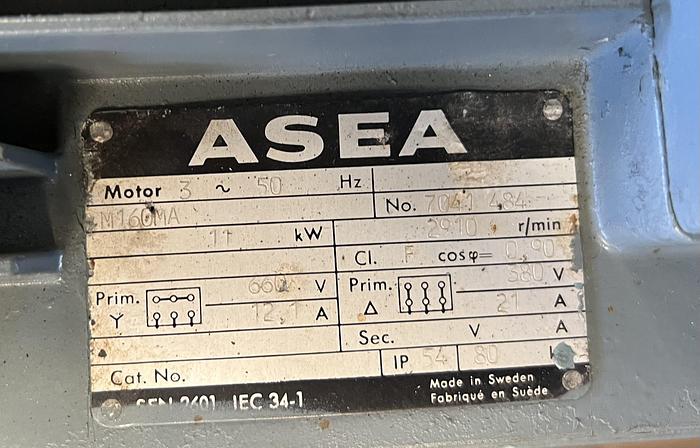 ASEA
Motor 3 ~ 50 Hz
No. 7041 484
M160MA
11 kW 2910 r/min
Cl. F cosφ= 0,90
Prim. Y 660 V 12,1 A
Prim. Δ 380 V 21 A
Sec. V A
Cat. No. IP 54 80
SEN 2601 IEC 34-1
Made in Sweden
Fabriqué en Suède